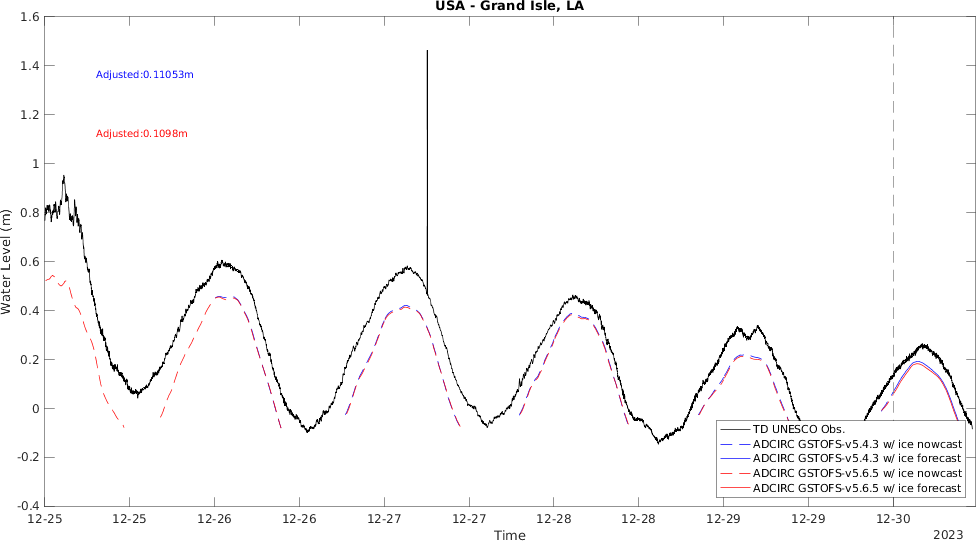 USA - Grand Isle, LA
1.6
1.4
1.2
1
0.8
0.6
0.4
0.2
0
-0.2
-0.4
Water Level (m)
Adjusted:0.11053m
Adjusted:0.1098m
TD UNESCO Obs.
ADCIRC GSTOFS-v5.4.3 w/ ice nowcast
ADCIRC GSTOFS-v5.4.3 w/ ice forecast
ADCIRC GSTOFS-v5.6.5 w/ ice nowcast
ADCIRC GSTOFS-v5.6.5 w/ ice forecast
12-25 12-25 12-26 12-26 12-27 12-27 12-28 12-28 12-29 12-29 12-30
Time
2023